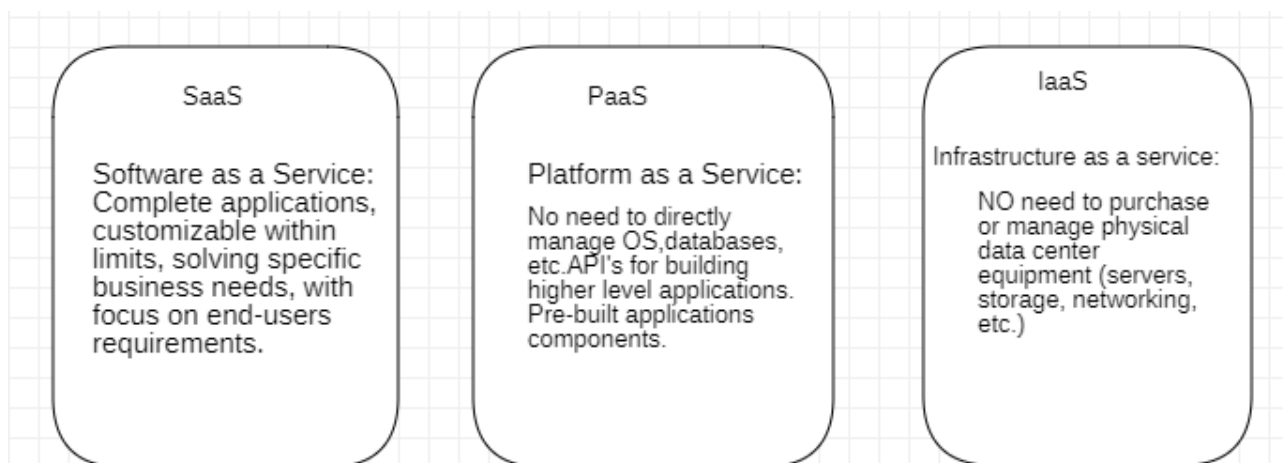 SaaS
Software as a Service:
Complete applications,
customizable within
limits, solving specific
business needs, with
focus on end-users
requirements.
PaaS
Platform as a Service:
No need to directly
manage OS,databases,
etc.API's for building
higher level applications.
Pre-built applications
components.
IaaS
Infrastructure as a service:
NO need to purchase
or manage physical
data center
equipment (servers,
storage, networking,
etc.)